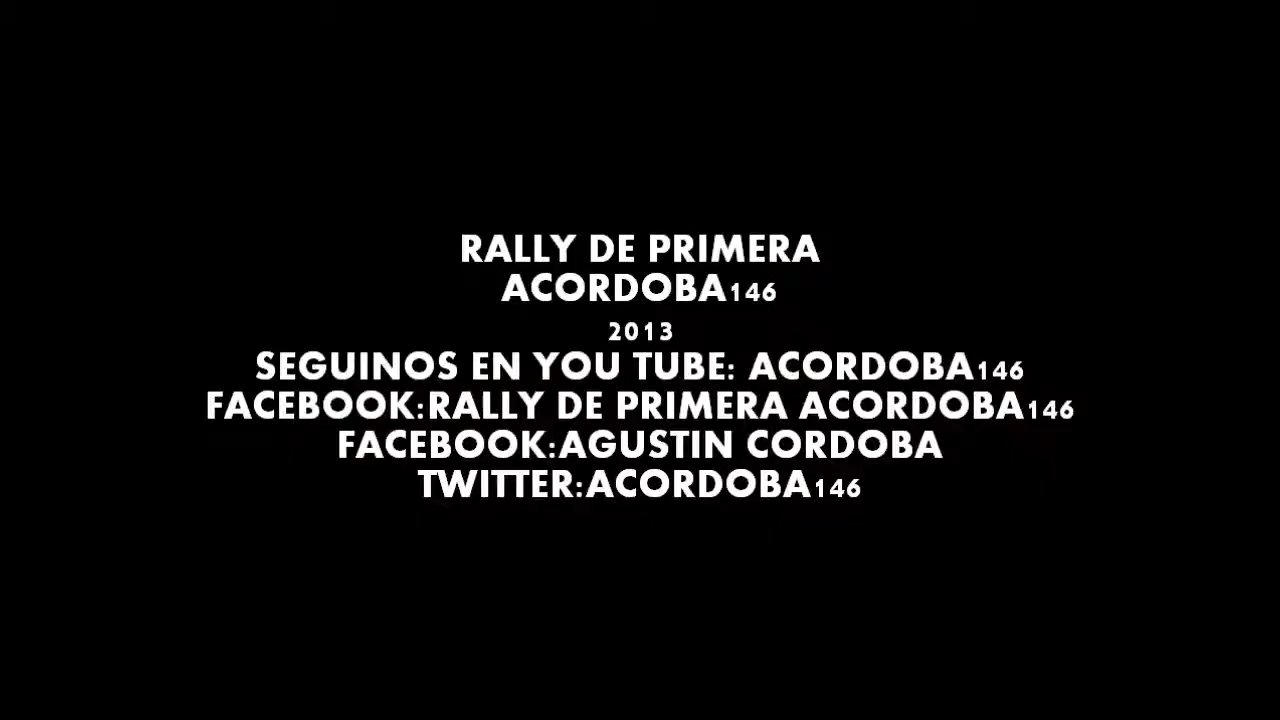 RALLY DE PRIMERA
ACORDOBA146
2013
SEGUINOS EN YOU TUBE: ACORDOBA146
FACEBOOK:RALLY DE PRIMERA ACORDOBA146
FACEBOOK:AGUSTIN CORDOBA
TWITTER:ACORDOBA146